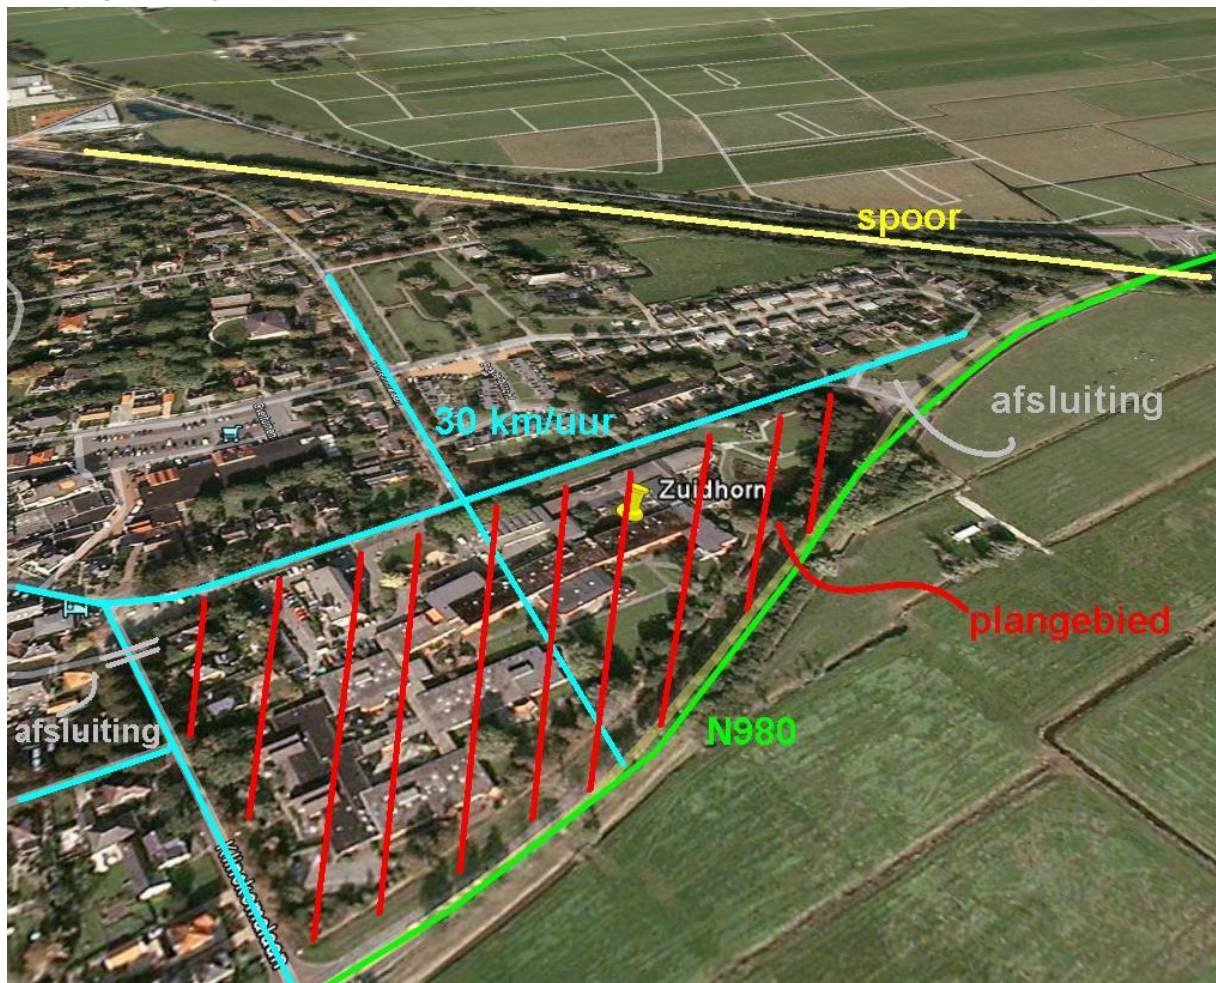 spoor
afsluiting
30 km/uur
Zuidhorn
plangebied
N980
afsluiting